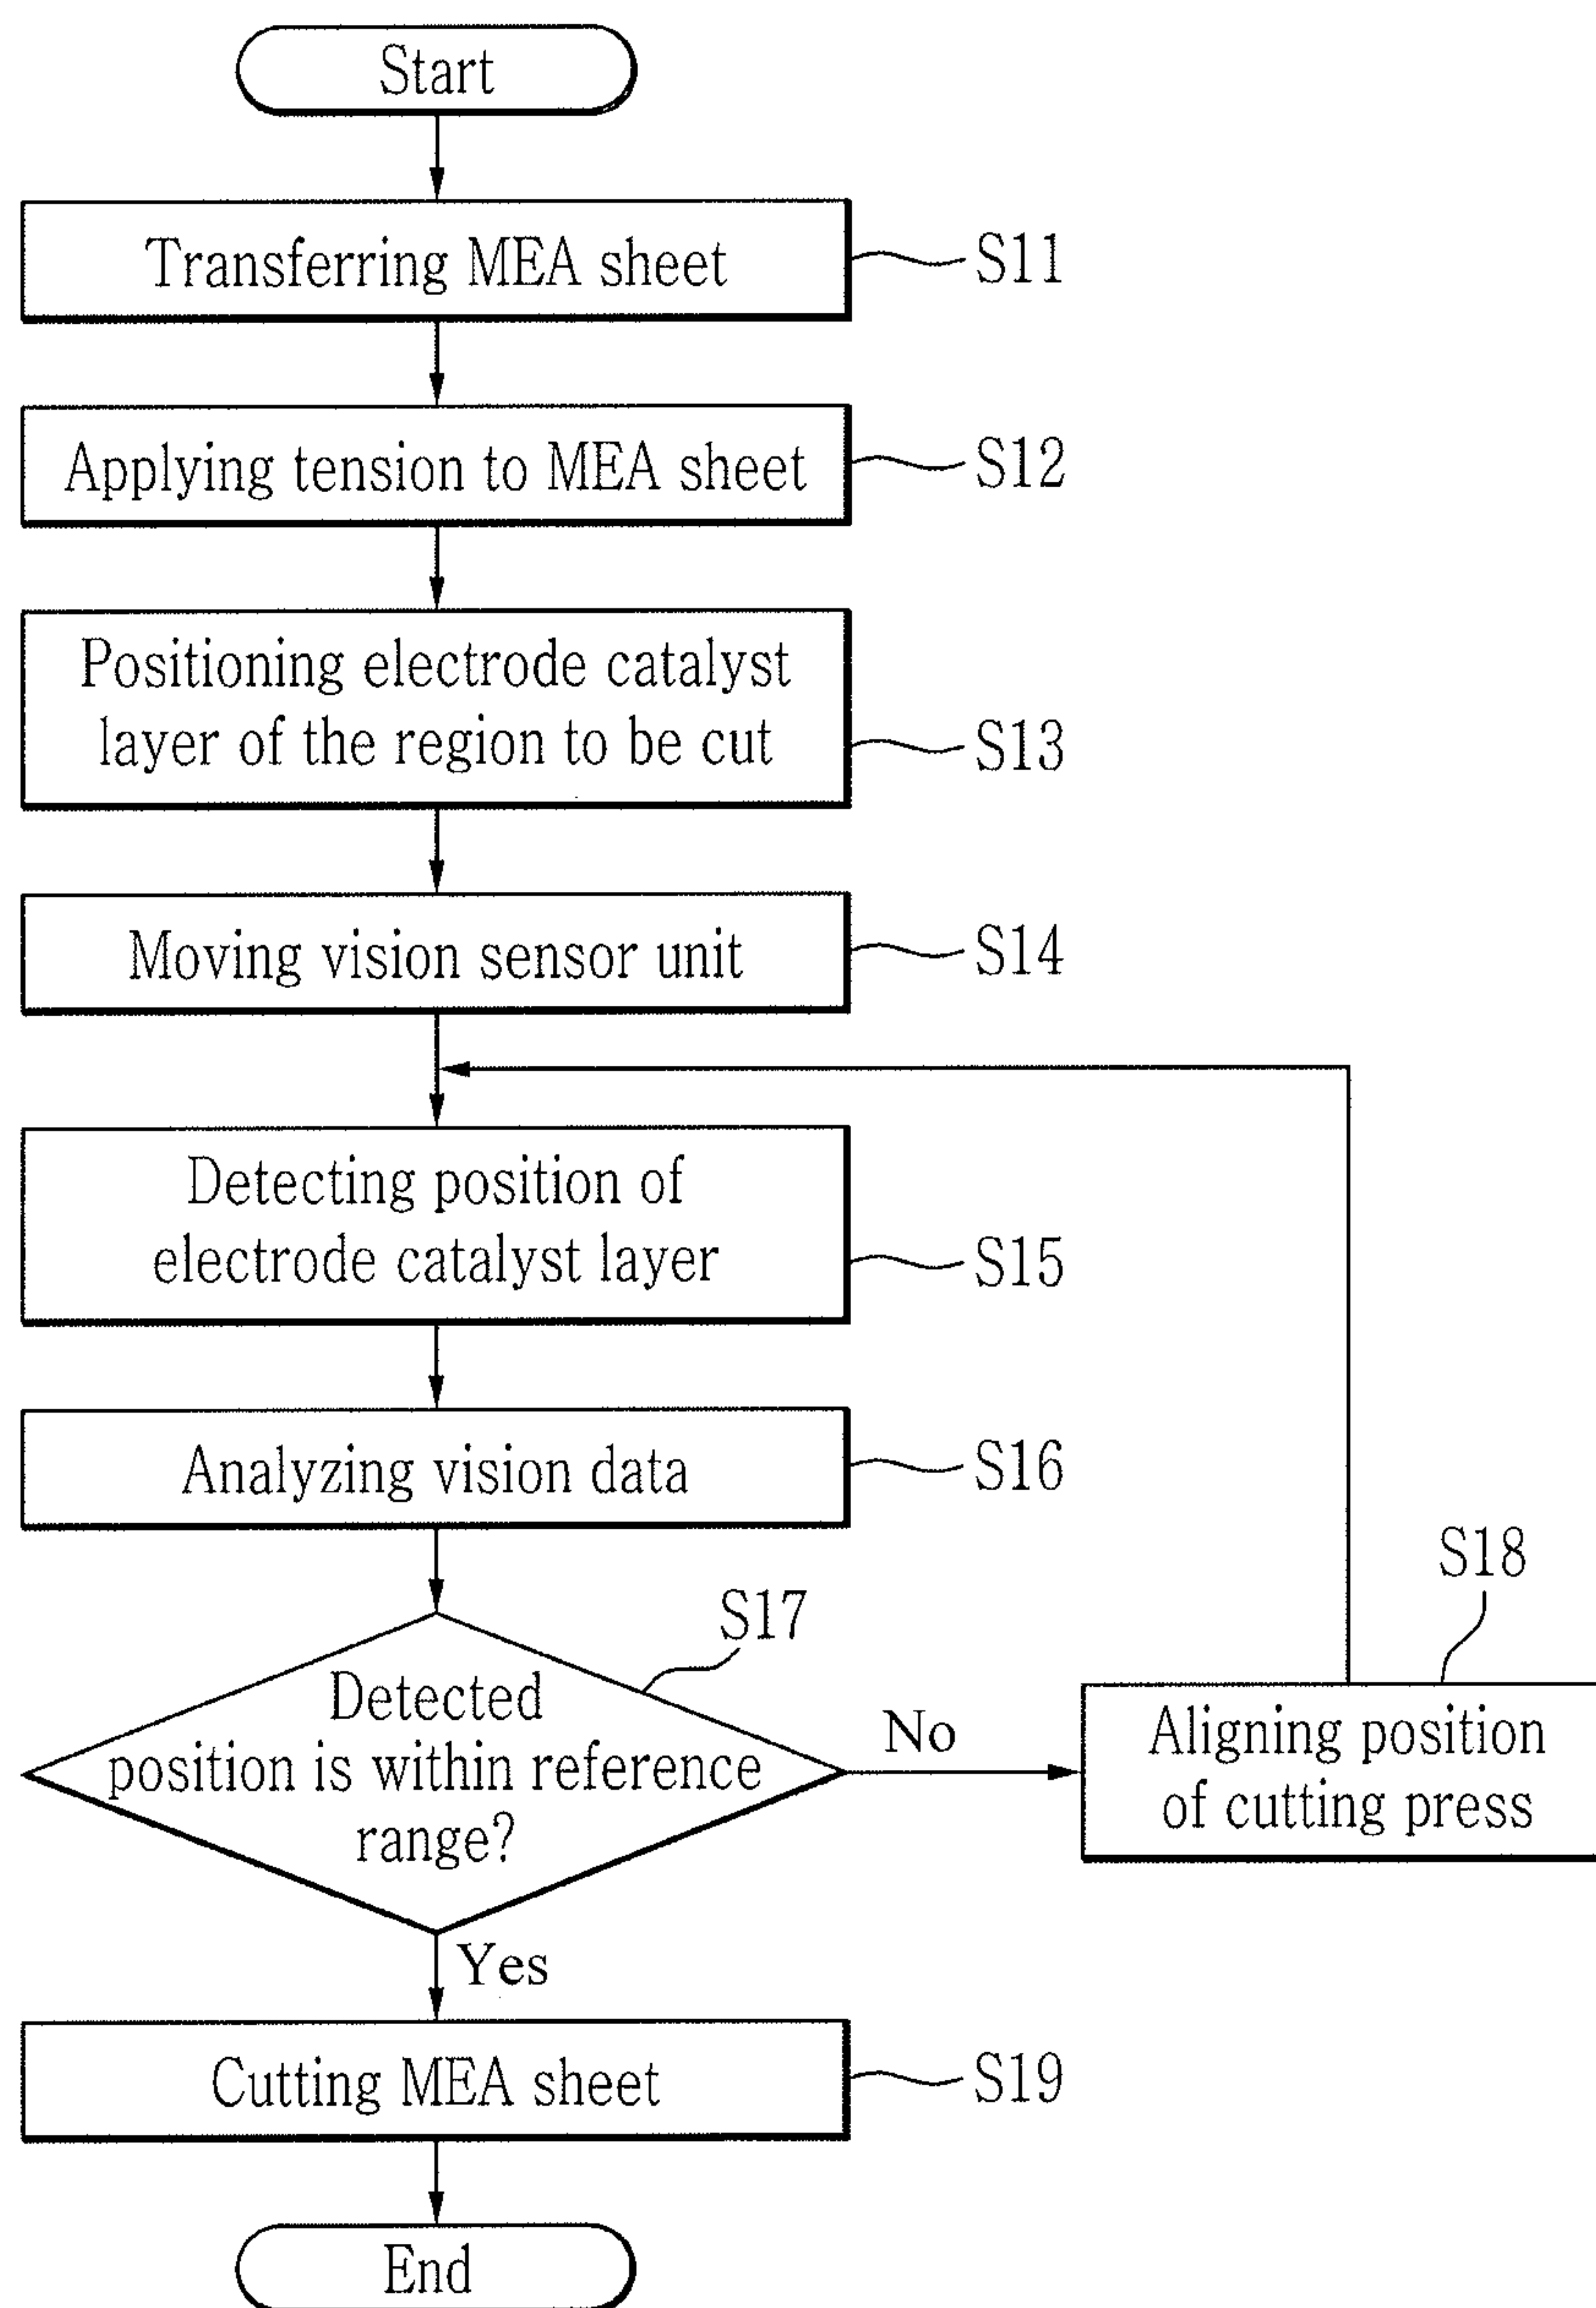 Start
Transferring MEA sheet
S11
Applying tension to MEA sheet
S12
Positioning electrode catalyst
layer of the region to be cut
S13
Moving vision sensor unit
S14
Detecting position of
electrode catalyst layer
S15
Analyzing vision data
S16
S17
Detected
position is within reference
range?
No
S18
Aligning position
of cutting press
Yes
Cutting MEA sheet
S19
End